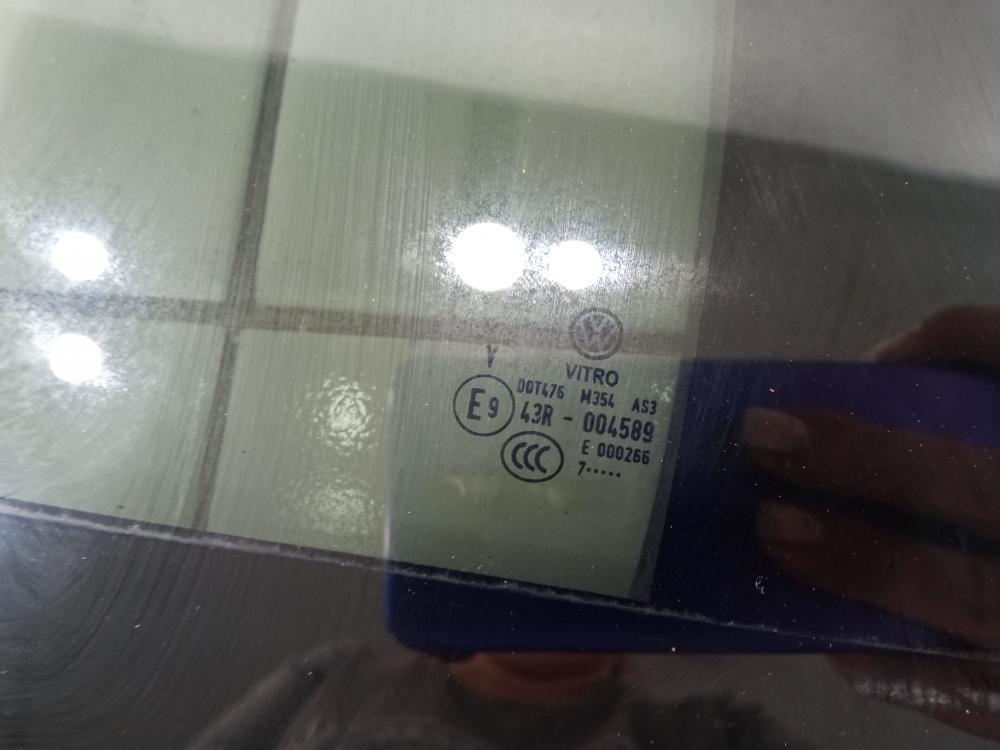 VITRO
V
DOT476 M354 AS3
E9 43R - 004589
E 000266
CCC
7·····